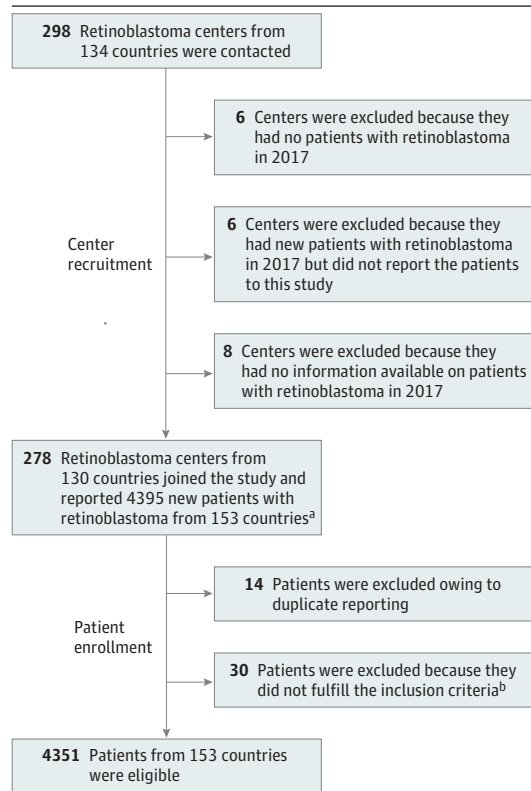 298 Retinoblastoma centers from
134 countries were contacted
6 Centers were excluded because they
had no patients with retinoblastoma
in 2017
6 Centers were excluded because they
had new patients with retinoblastoma
in 2017 but did not report the patients
to this study
Center
recruitment
8 Centers were excluded because they
had no information available on patients
with retinoblastoma in 2017
278 Retinoblastoma centers from
130 countries joined the study and
reported 4395 new patients with
retinoblastoma from 153 countriesa
14 Patients were excluded owing to
duplicate reporting
Patient
enrollment
30 Patients were excluded because they
did not fulfill the inclusion criteriab
4351 Patients from 153 countries
were eligible